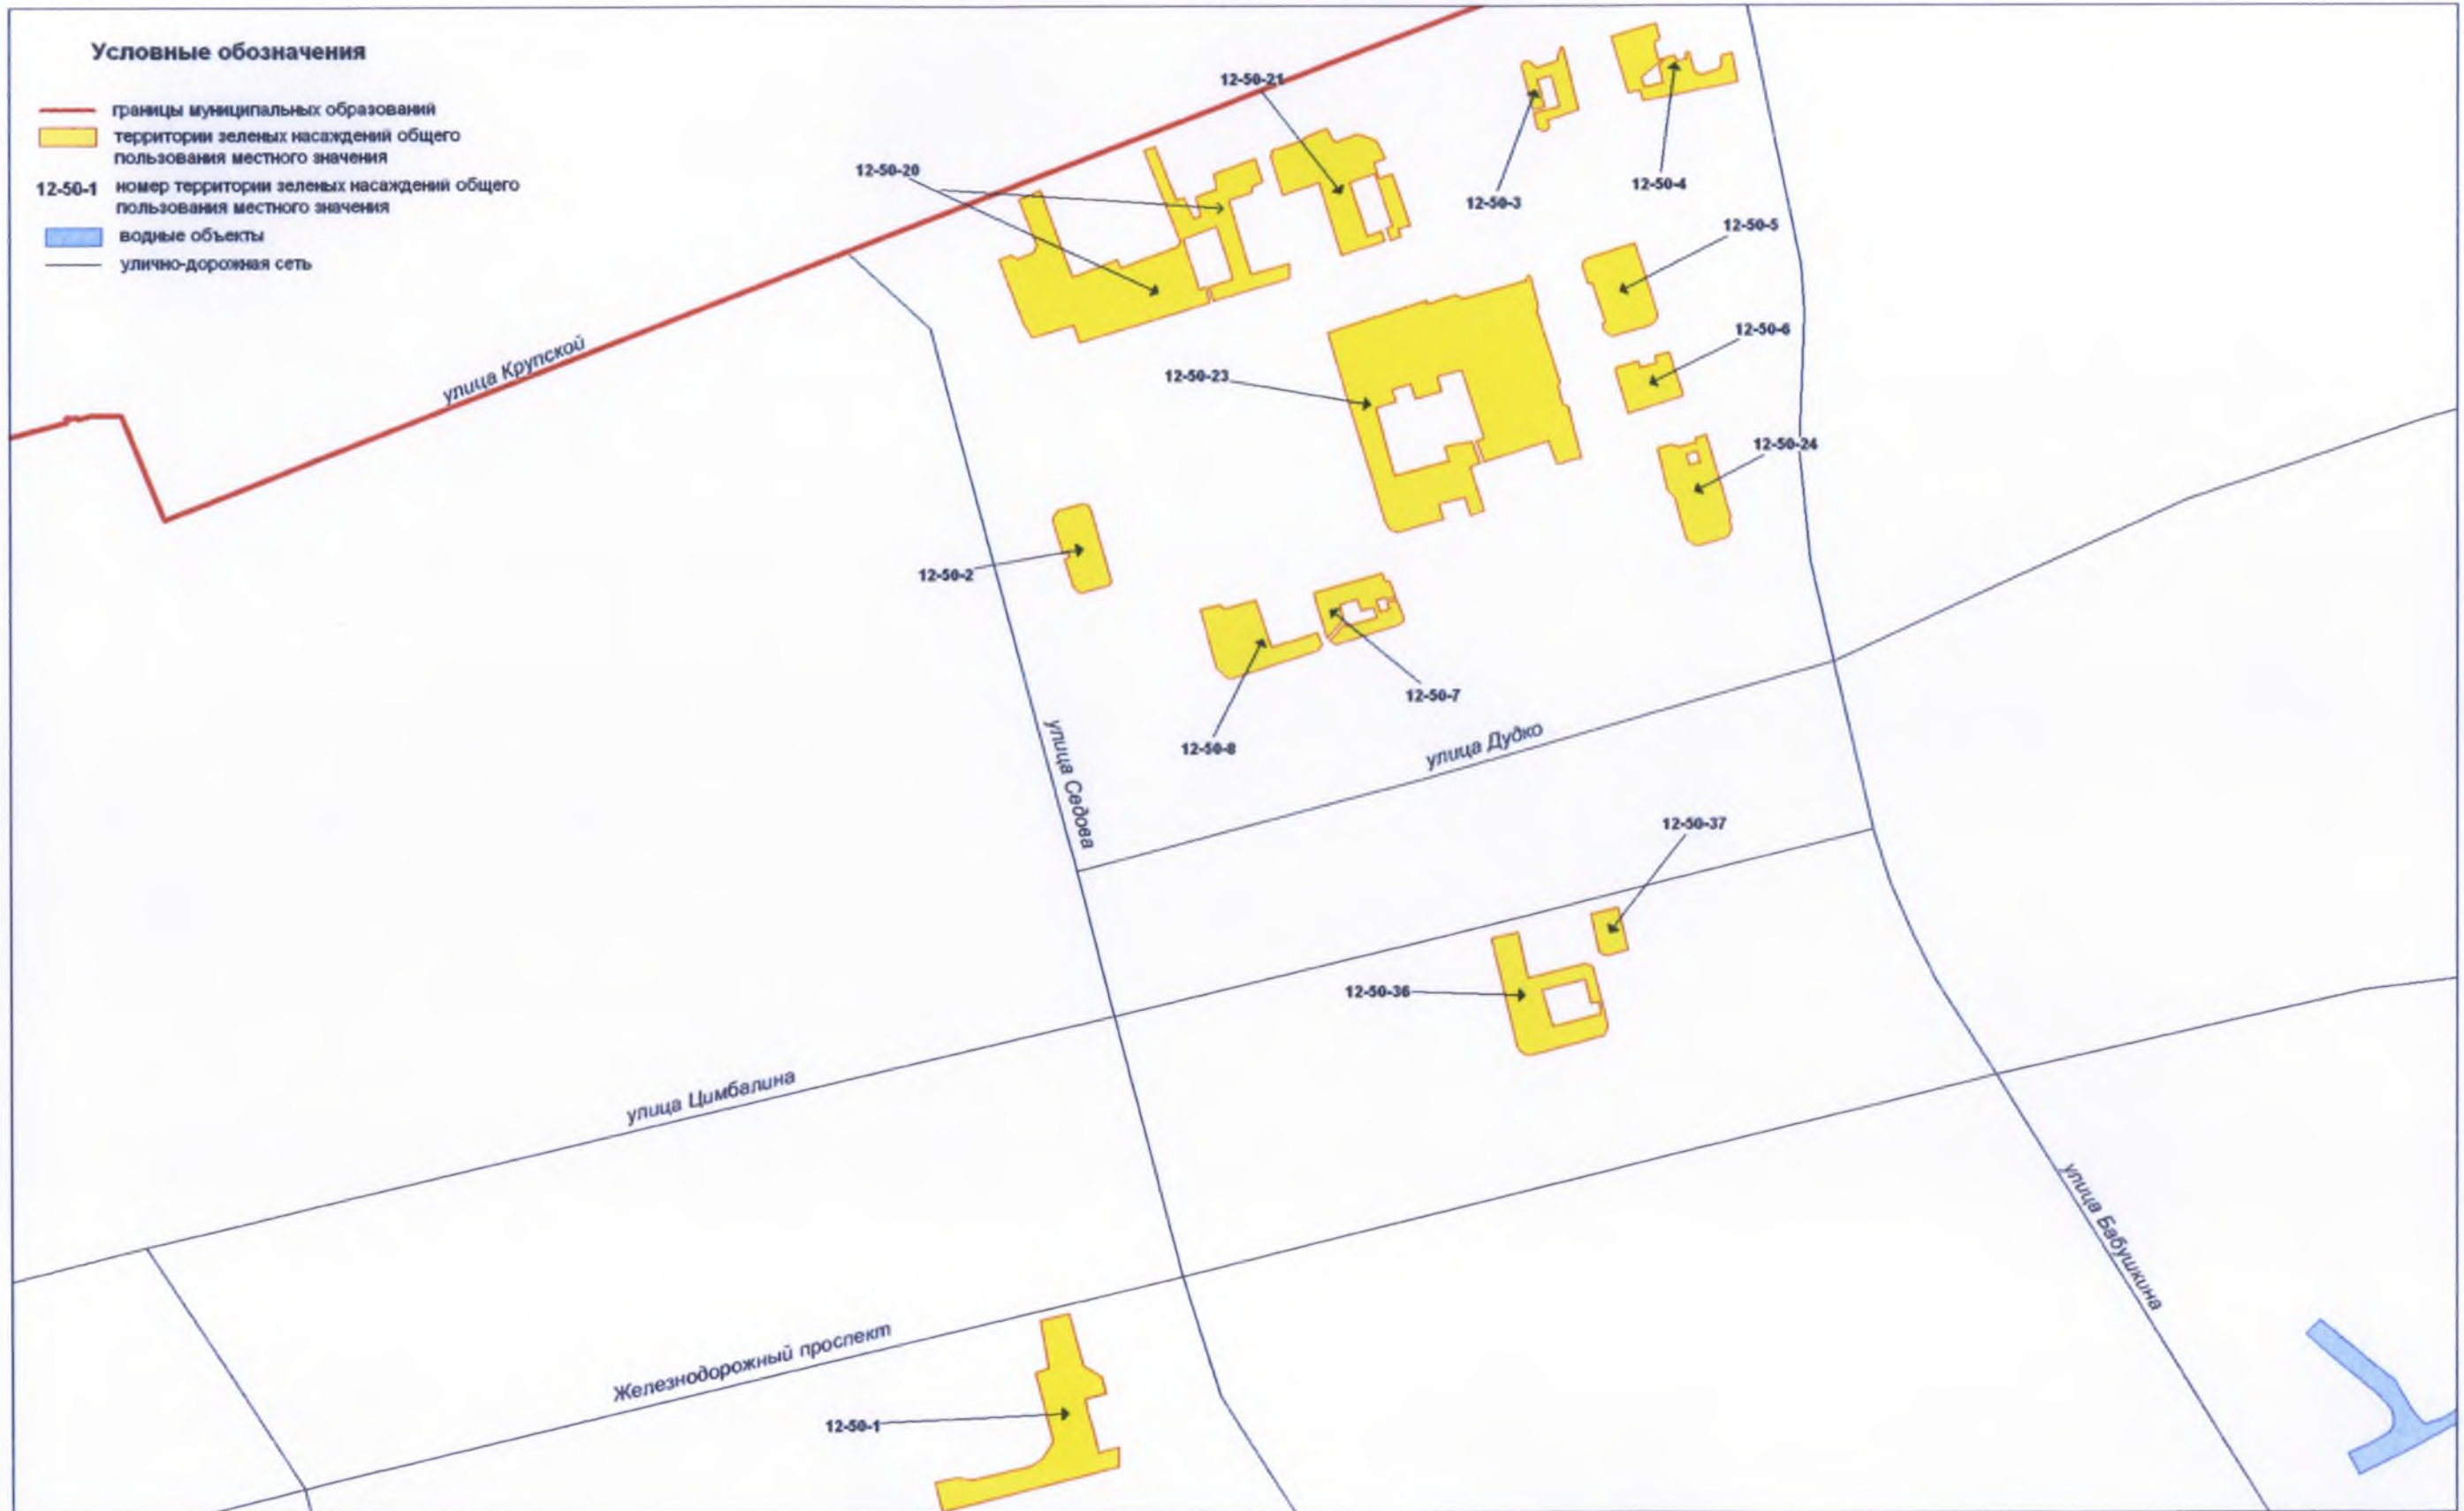 Условные обозначения
границы муниципальных образований
территории зеленых насаждений общего
пользования местного значения
12-50-1 номер территории зеленых насаждений общего
пользования местного значения
водные объекты
улично-дорожная сеть
12-50-21
12-50-20
12-50-3
12-50-4
12-50-5
12-50-6
улица Крупской
12-50-23
12-50-24
12-50-2
12-50-7
12-50-8
улица Седова
улица Дудко
12-50-37
12-50-36
улица Цимбалина
улица Бабушкина
Железнодорожный проспект
12-50-1